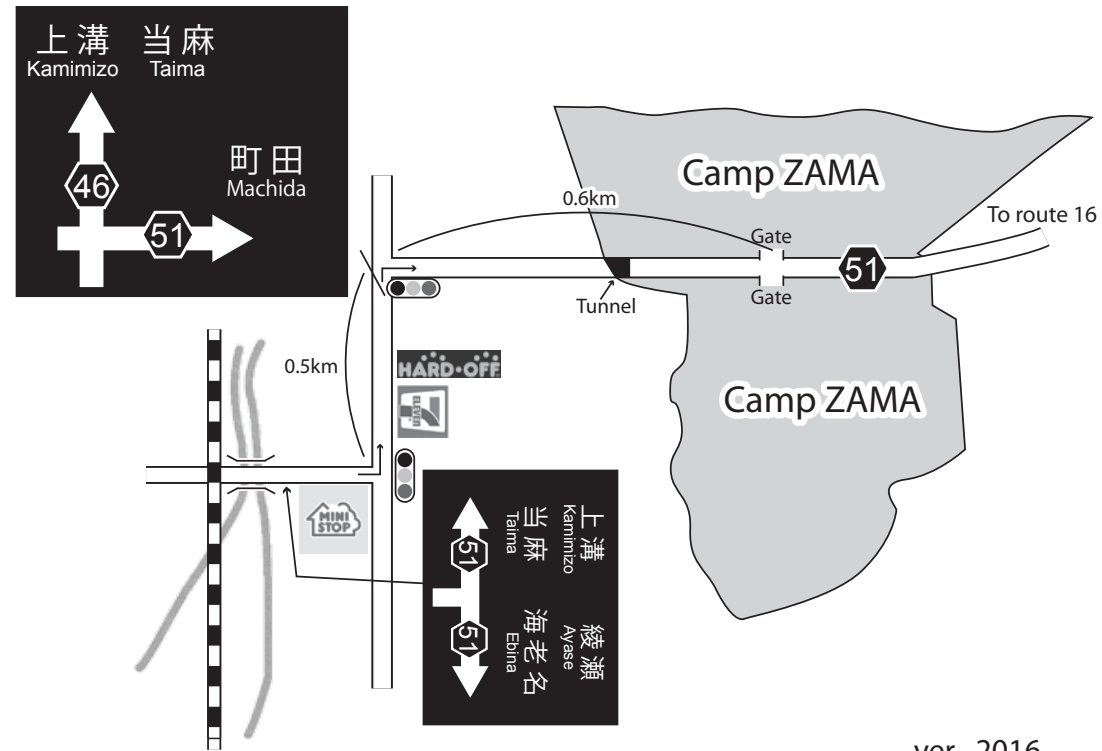 上溝 当麻
Kamimizo Taima
町田
Machida
46
51
Camp ZAMA
0.6km
To route 16
Gate
51
Gate
Tunnel
0.5km
HARD・OFF
7
ELEVEN
MINI
STOP
上溝
Kamimizo
当麻
Taima
51
綾瀬
Ayase
海老名
Ebina
51
Camp ZAMA
ver. 2016